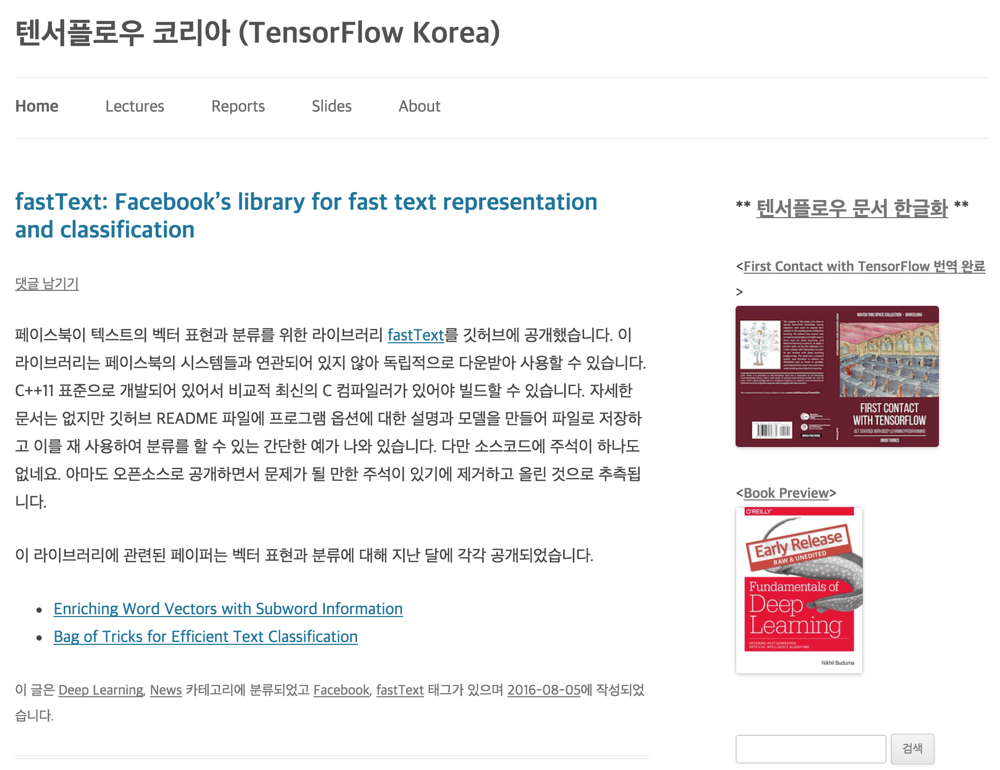 텐서플로우 코리아 (TensorFlow Korea)
Home
Lectures
Reports
Slides
About
fastText: Facebook’s library for fast text representation
and classification
댓글 남기기
페이스북이 텍스트의 벡터 표현과 분류를 위한 라이브러리 fastText를 깃허브에 공개했습니다. 이
라이브러리는 페이스북의 시스템들과 연관되어 있지 않아 독립적으로 다운받아 사용할 수 있습니다.
C++11 표준으로 개발되어 있어서 비교적 최신의 C 컴파일러가 있어야 빌드할 수 있습니다. 자세한
문서는 없지만 깃허브 README 파일에 프로그램 옵션에 대한 설명과 모델을 만들어 파일로 저장하
고 이를 재 사용하여 분류를 할 수 있는 간단한 예가 나와 있습니다. 다만 소스코드에 주석이 하나도
없네요. 아마도 오픈소스로 공개하면서 문제가 될 만한 주석이 있기에 제거하고 올린 것으로 추측됩
니다.
이 라이브러리에 관련된 페이퍼는 벡터 표현과 분류에 대해 지난 달에 각각 공개되었습니다.
• Enriching Word Vectors with Subword Information
• Bag of Tricks for Efficient Text Classification
이 글은 Deep Learning, News 카테고리에 분류되었고 Facebook, fastText 태그가 있으며 2016-08-05에 작성되었
습니다.
** 텐서플로우 문서 한글화 **
<First Contact with TensorFlow 번역 완료
>
WATCH THIS SPACE COLLECTION - BARCELONA
FIRST CONTACT
WITH TENSORFLOW
GET STARTED WITH DEEP LEARNING PROGRAMMING
JORDI TORRES
<Book Preview>
O'REILLY
Early Release
RAW & UNEDITED
Fundamentals of
Deep
Learning
DESIGNING NEXT-GENERATION
ARTIFICIAL INTELLIGENCE ALGORITHMS
Nikhil Buduma
검색